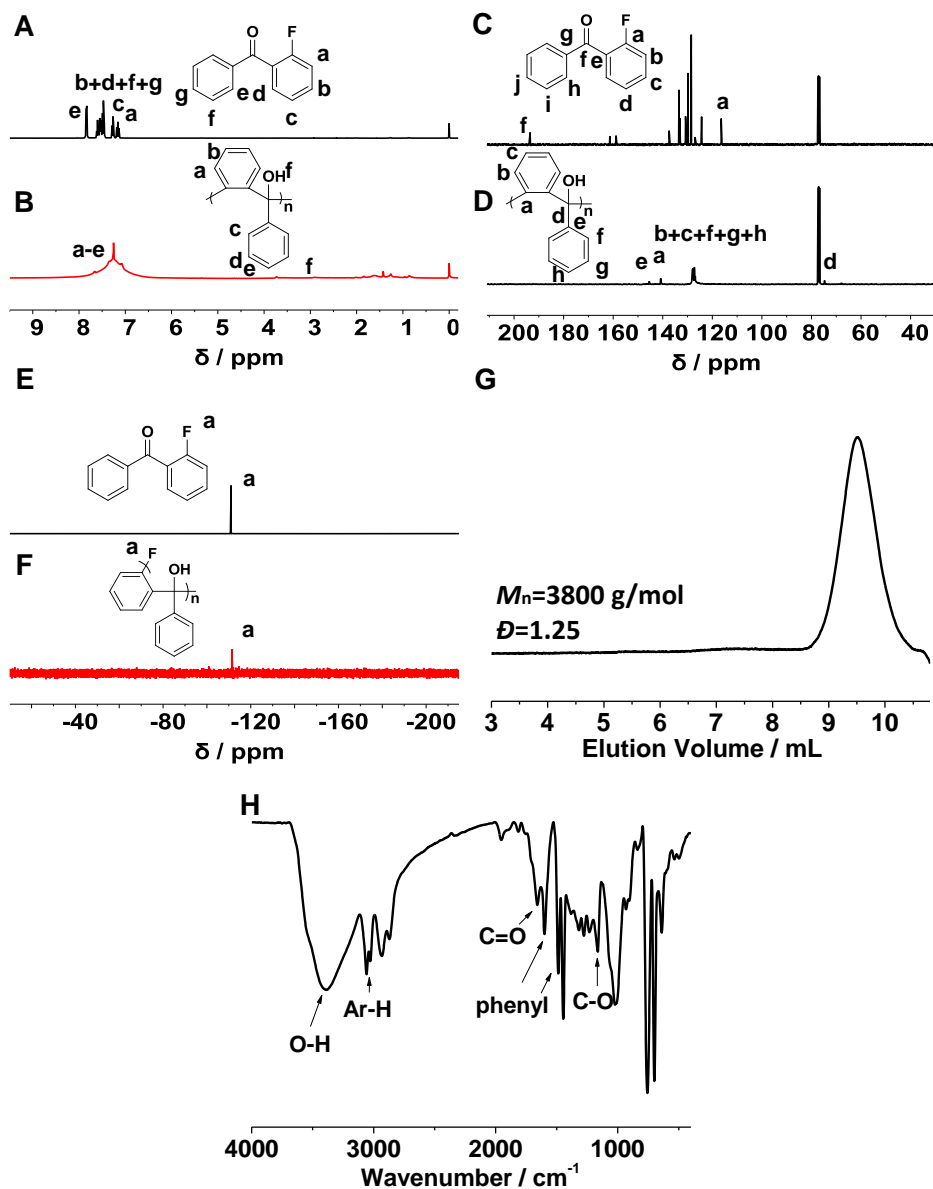 A
O
F
a
b
c
d
e
f
g
b+d+f+g
e
c
a
B
b
a
OH
f
n
c
d
e
a-e
f
9 8 7 6 5 4 3 2 1 0
δ / ppm
C
O
F
g
a
f
e
b
j
h
c
i
d
f
a
D
c
b
OH
a
d
n
e
f
g
h
b+c+f+g+h
e
a
d
200 180 160 140 120 100 80 60 40
δ / ppm
E
O
F
a
a
F
a
F
OH
n
a
-40 -80 -120 -160 -200
δ / ppm
G
Mn=3800 g/mol
Đ=1.25
3 4 5 6 7 8 9 10
Elution Volume / mL
H
C=O
Ar-H
phenyl
C-O
O-H
4000 3000 2000 1000
Wavenumber / cm-1